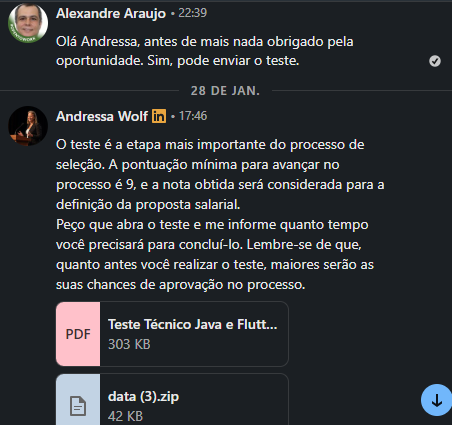 Alexandre Araujo • 22:39
Olá Andressa, antes de mais nada obrigado pela
oportunidade. Sim, pode enviar o teste.
28 DE JAN.
Andressa Wolf in • 17:46
O teste é a etapa mais importante do processo de
seleção. A pontuação mínima para avançar no
processo é 9, e a nota obtida será considerada para a
definição da proposta salarial.
Peço que abra o teste e me informe quanto tempo
você precisará para concluí-lo. Lembre-se de que,
quanto antes você realizar o teste, maiores serão as
suas chances de aprovação no processo.
PDF
Teste Técnico Java e Flutt...
303 KB
data (3).zip
42 KB